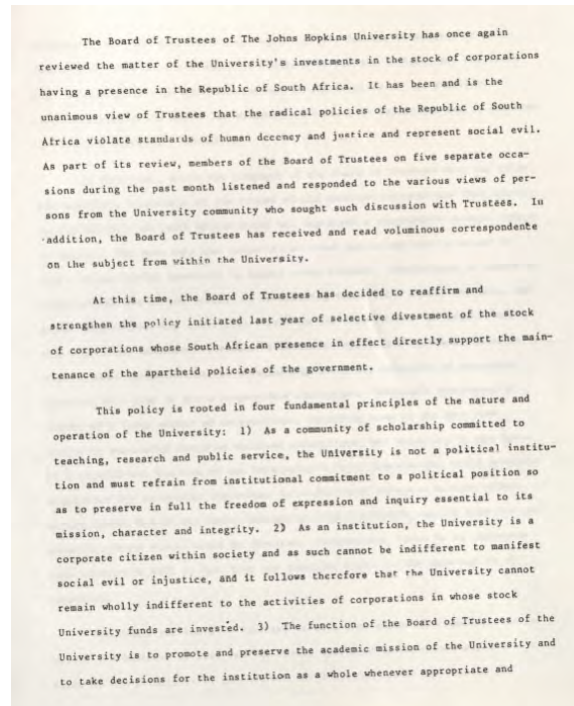 The Board of Trustees of The Johns Hopkins University has once again
reviewed the matter of the University's investments in the stock of corporations
having a presence in the Republic of South Africa. It has been and is the
unanimous view of Trustees that the radical policies of the Republic of South
Africa violate standards of human decency and justice and represent social evil.
As part of its review, members of the Board of Trustees on five separate occa-
sions during the past month listened and responded to the various views of per-
sons from the University community who sought such discussion with Trustees. In
addition, the Board of Trustees has received and read voluminous correspondente
on the subject from within the University.
At this time, the Board of Trustees has decided to reaffirm and
strengthen the policy initiated last year of selective divestment of the stock
of corporations whose South African presence in effect directly support the main-
tenance of the apartheid policies of the government.
This policy is rooted in four fundamental principles of the nature and
operation of the University: 1) As a community of scholarship committed to
teaching, research and public service, the University is not a political institu-
tion and must refrain from institutional commitment to a political position so
as to preserve in full the freedom of expression and inquiry essential to its
mission, character and integrity. 2) As an institution, the University is a
corporate citizen within society and as such cannot be indifferent to manifest
social evil or injustice, and it follows therefore that the University cannot
remain wholly indifferent to the activities of corporations in whose stock
University funds are invested. 3) The function of the Board of Trustees of the
University is to promote and preserve the academic mission of the University and
to take decisions for the institution as a whole whenever appropriate and